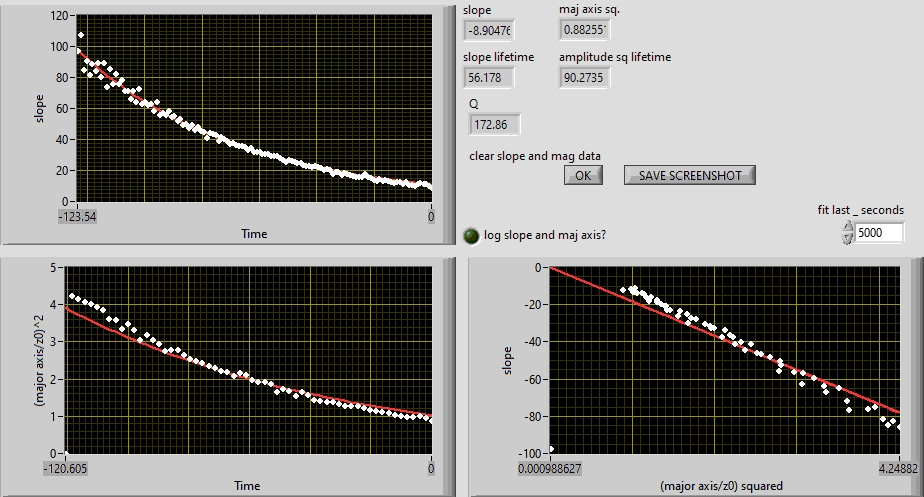 120
100
80
60
40
20
0
slope
-123.54
0
Time
slope
-8.90476
maj axis sq.
0.88255
slope lifetime
56.178
amplitude sq lifetime
90.2735
Q
172.86
clear slope and mag data
OK
SAVE SCREENSHOT
log slope and maj axis?
fit last _ seconds
5000
5
4
3
2
1
0
(major axis/z0)^2
-120.605
0
Time
0
-20
-40
-60
-80
-100
slope
0.000988627
4.24882
(major axis/z0) squared